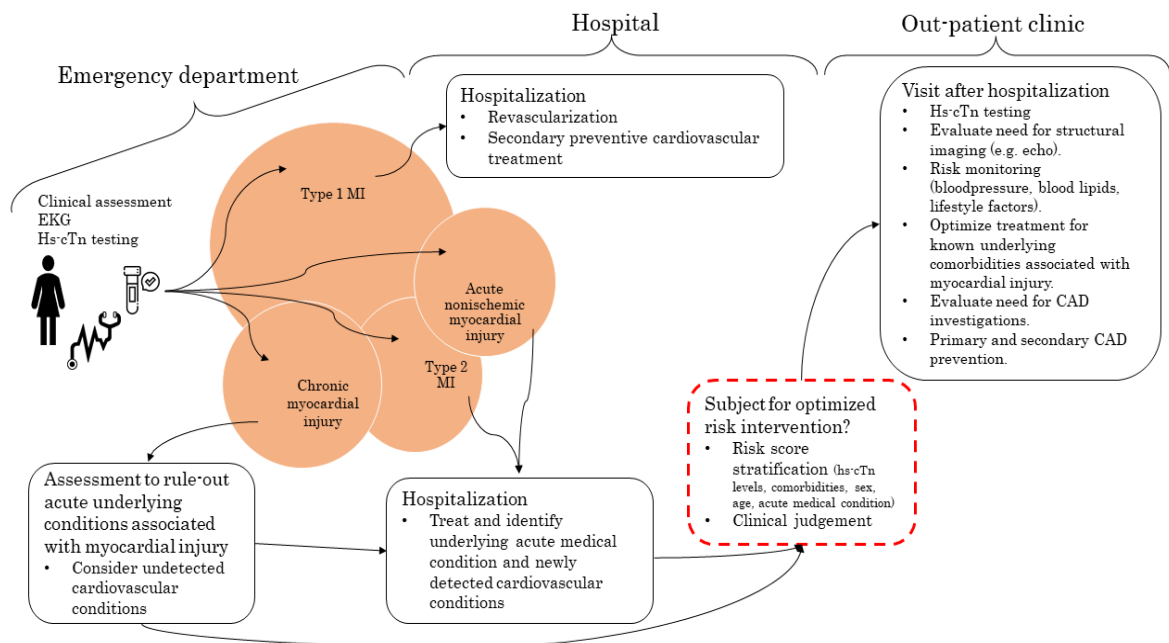 Emergency department
Hospital
Out-patient clinic
Clinical assessment
EKG
Hs-cTn testing
Type 1 MI
Acute
nonischemic
myocardial
injury
Type 2
MI
Chronic
myocardial
injury
Hospitalization
• Revascularization
• Secondary preventive cardiovascular
treatment
Assessment to rule-out
acute underlying
conditions associated
with myocardial injury
• Consider undetected
cardiovascular
conditions
Hospitalization
• Treat and identify
underlying acute medical
condition and newly
detected cardiovascular
conditions
Subject for optimized
risk intervention?
• Risk score
stratification (hs-cTn
levels, comorbidities, sex,
age, acute medical condition)
• Clinical judgement
Visit after hospitalization
• Hs-cTn testing
• Evaluate need for structural
imaging (e.g. echo).
• Risk monitoring
(bloodpressure, blood lipids,
lifestyle factors).
• Optimize treatment for
known underlying
comorbidities associated with
myocardial injury.
• Evaluate need for CAD
investigations.
• Primary and secondary CAD
prevention.